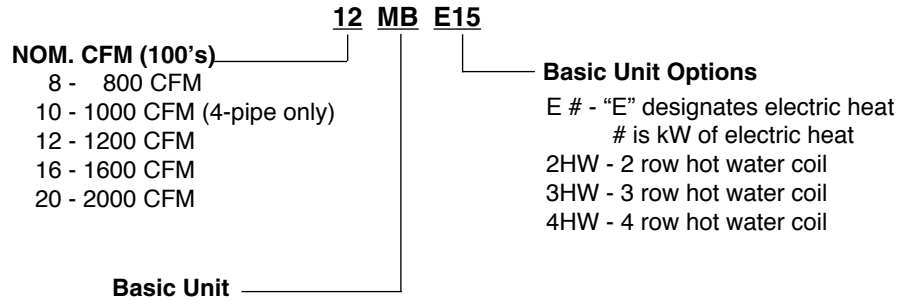 12 MB E15
NOM. CFM (100's)
8 - 800 CFM
10 - 1000 CFM (4-pipe only)
12 - 1200 CFM
16 - 1600 CFM
20 - 2000 CFM
Basic Unit Options
E # - “E” designates electric heat
# is kW of electric heat
2HW - 2 row hot water coil
3HW - 3 row hot water coil
4HW - 4 row hot water coil
Basic Unit